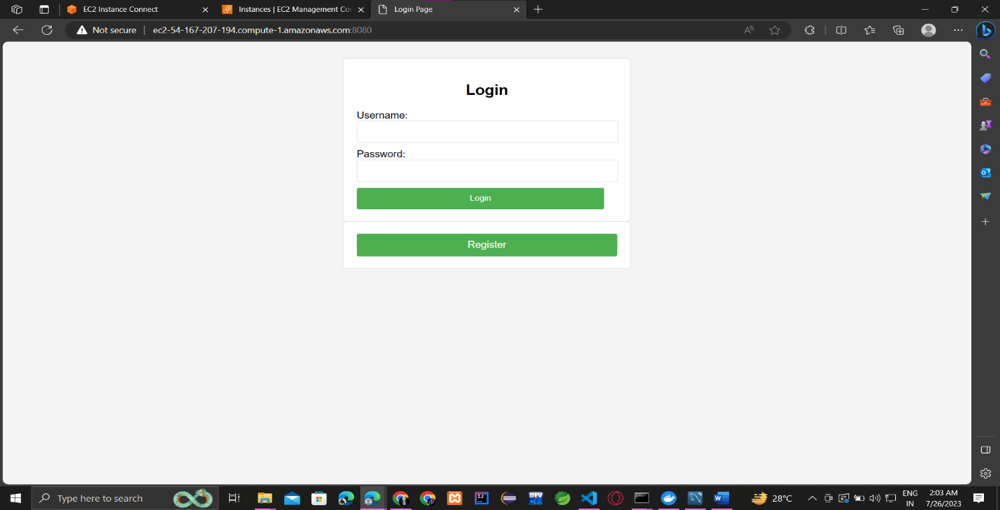 EC2 Instance Connect
Instances | EC2 Management Co
Login Page
Not secure
ec2-54-167-207-194.compute-1.amazonaws.com:8080
Login
Username:
Password:
Login
Register
Type here to search
DEV
28°C
ENG
IN
2:03 AM
7/26/2023